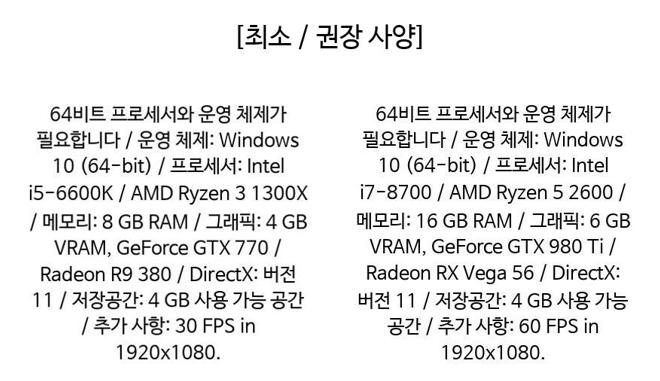 [최소 / 권장 사양]
64비트 프로세서와 운영 체제가
필요합니다 / 운영 체제: Windows
10 (64-bit) / 프로세서: Intel
i5-6600K / AMD Ryzen 3 1300X
/ 메모리: 8 GB RAM / 그래픽: 4 GB
VRAM, GeForce GTX 770 /
Radeon R9 380 / DirectX: 버전
11 / 저장공간: 4 GB 사용 가능 공간
/ 추가 사항: 30 FPS in
1920x1080.
64비트 프로세서와 운영 체제가
필요합니다 / 운영 체제: Windows
10 (64-bit) / 프로세서: Intel
i7-8700 / AMD Ryzen 5 2600 /
메모리: 16 GB RAM / 그래픽: 6 GB
VRAM, GeForce GTX 980 Ti /
Radeon RX Vega 56 / DirectX:
버전 11 / 저장공간: 4 GB 사용 가능
공간 / 추가 사항: 60 FPS in
1920x1080.